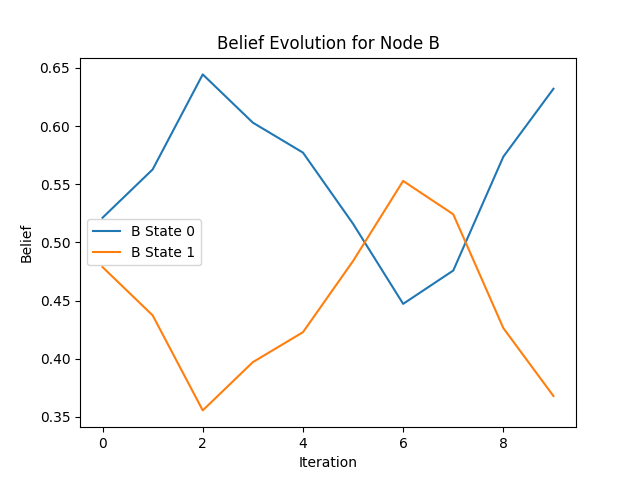 Belief Evolution for Node B
0.65
0.60
0.55
0.50
0.45
0.40
0.35
Belief
B State 0
B State 1
0 2 4 6 8
Iteration